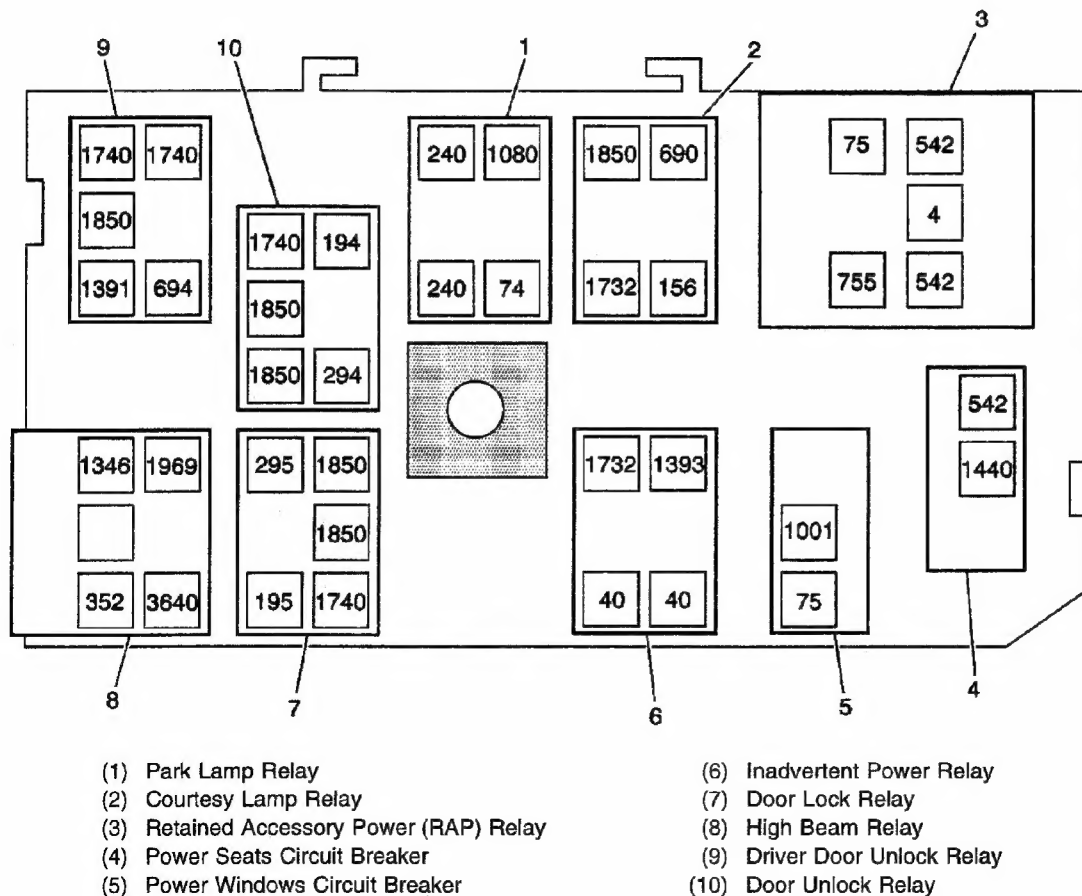 3
9 10 1 2
1740 1740 240 1080 1850 690 75 542
1850 1740 194 4
1391 694 240 74 1732 156 755 542
1850
1850 294 542
1346 1969 295 1850 1732 1393 1440
1850 1001
352 3640 195 1740 40 40 75
8 7 6 5 4
(1) Park Lamp Relay
(2) Courtesy Lamp Relay
(3) Retained Accessory Power (RAP) Relay
(4) Power Seats Circuit Breaker
(5) Power Windows Circuit Breaker
(6) Inadvertent Power Relay
(7) Door Lock Relay
(8) High Beam Relay
(9) Driver Door Unlock Relay
(10) Door Unlock Relay